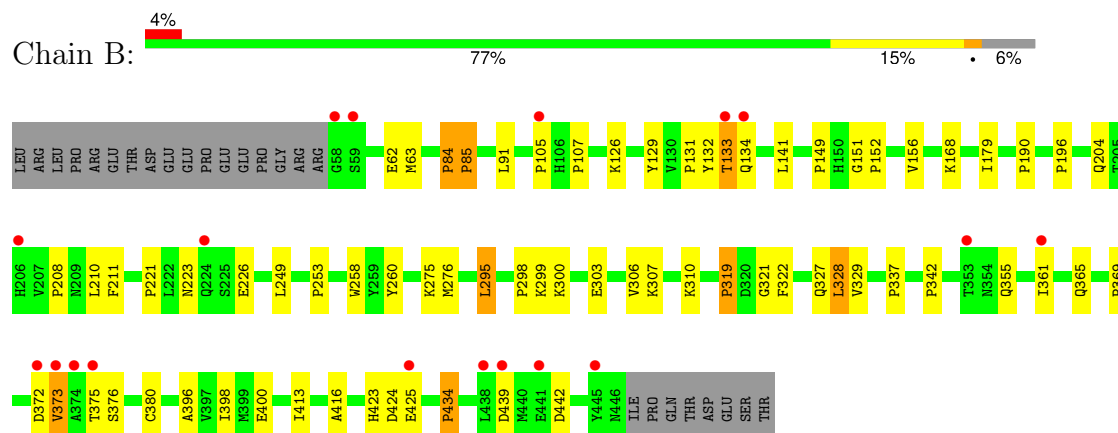 4%
Chain B:
77% 15% • 6%
LEU ARG LEU PRO ARG GLU THR ASP GLU GLU PRO GLU GLU PRO GLY ARG ARG G58 S59 E62 M63 P84 P85 L91 P105 H106 P107 K126 Y129 V130 P131 Y132 T133 Q134 L141 P149 H150 G151 P152 V156 K168 I179 P190 P196 Q204 T205
H206 V207 P208 N209 L210 F211 P221 L222 N223 Q224 S225 E226 L249 P253 W258 Y259 Y260 K275 M276 L295 P298 K299 K300 E303 V306 K307 K310 P319 D320 G321 F322 Q327 L328 V329 P337 P342 T353 N354 Q355 I361 Q365
D372 V373 A374 T375 S376 C380 A396 V397 I398 M399 E400 I413 A416 H423 D424 E425 P434 L438 D439 M440 E441 D442 Y445 N446 ILE PRO GLN THR ASP GLU SER THR